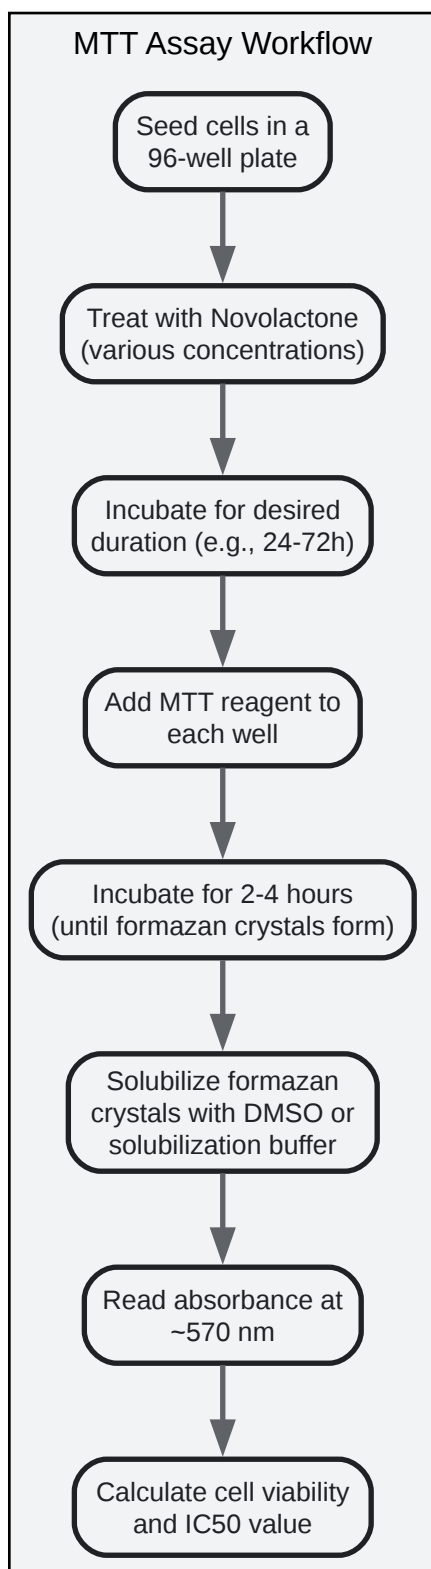 MTT Assay Workflow
Seed cells in a
96-well plate
Treat with Novolactone
(various concentrations)
Incubate for desired
duration (e.g., 24-72h)
Add MTT reagent to
each well
Incubate for 2-4 hours
(until formazan crystals form)
Solubilize formazan
crystals with DMSO or
solubilization buffer
Read absorbance at
~570 nm
Calculate cell viability
and IC50 value